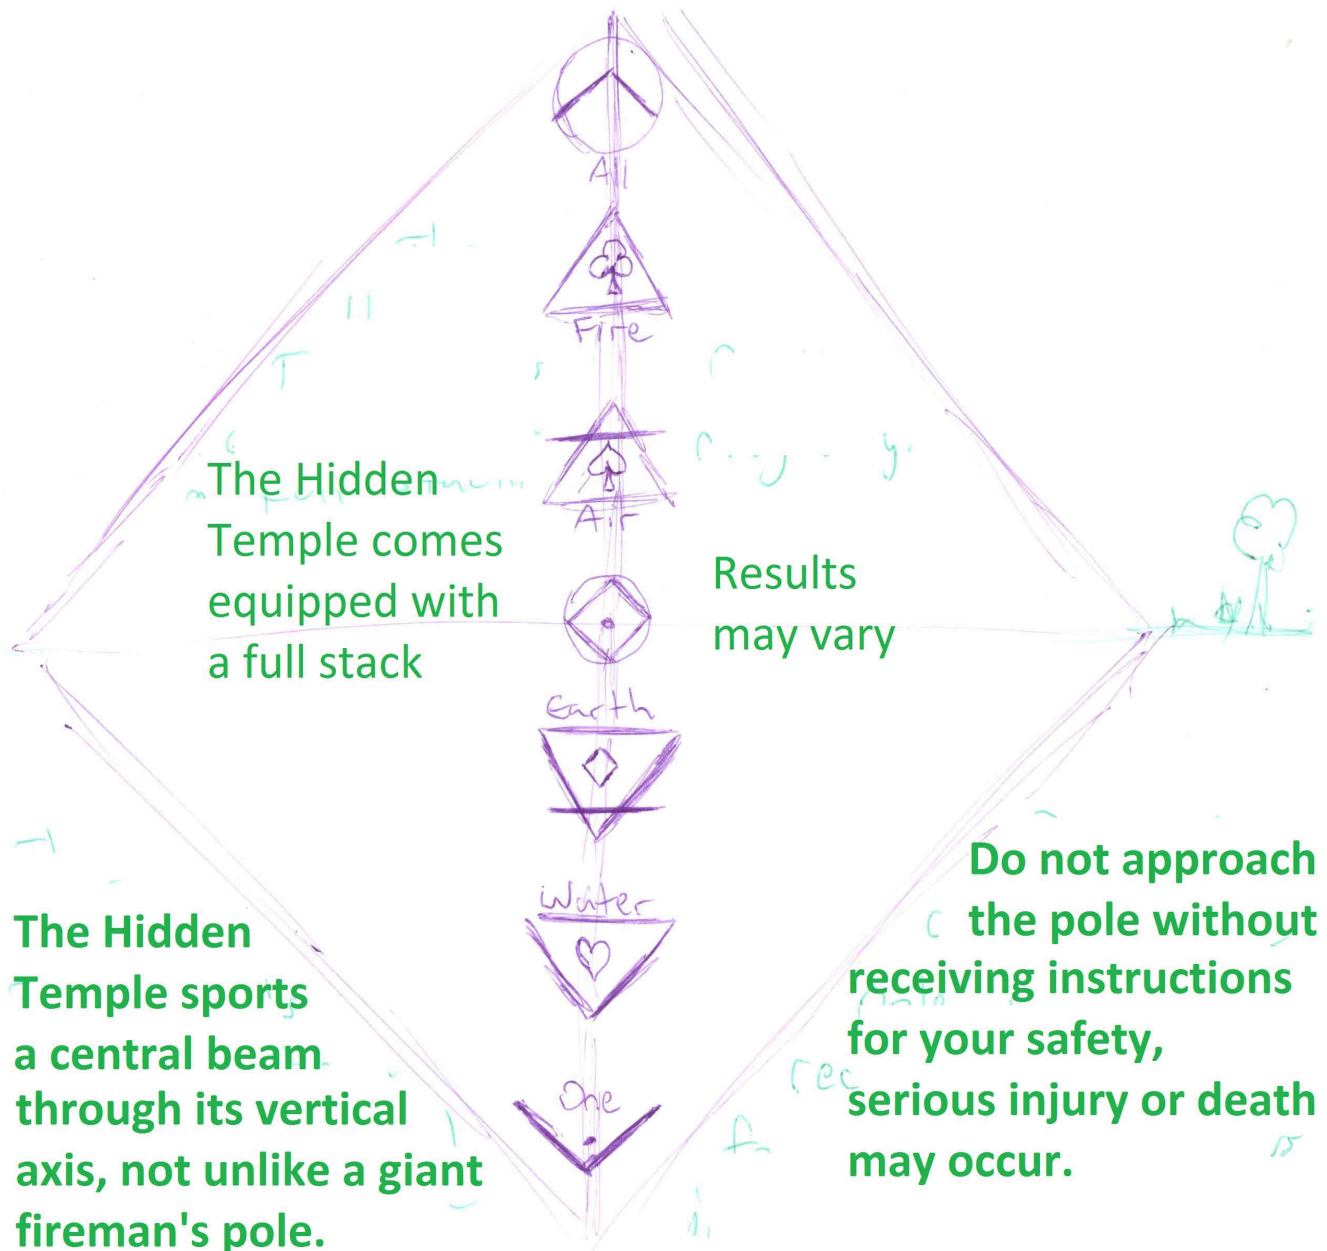 All
Fire
Air
The Hidden
Temple comes
equipped with
a full stack
Results
may vary
Earth
Water
One
The Hidden
Temple sports
a central beam
through its vertical
axis, not unlike a giant
fireman's pole.
Do not approach
the pole without
receiving instructions
for your safety,
serious injury or death
may occur.